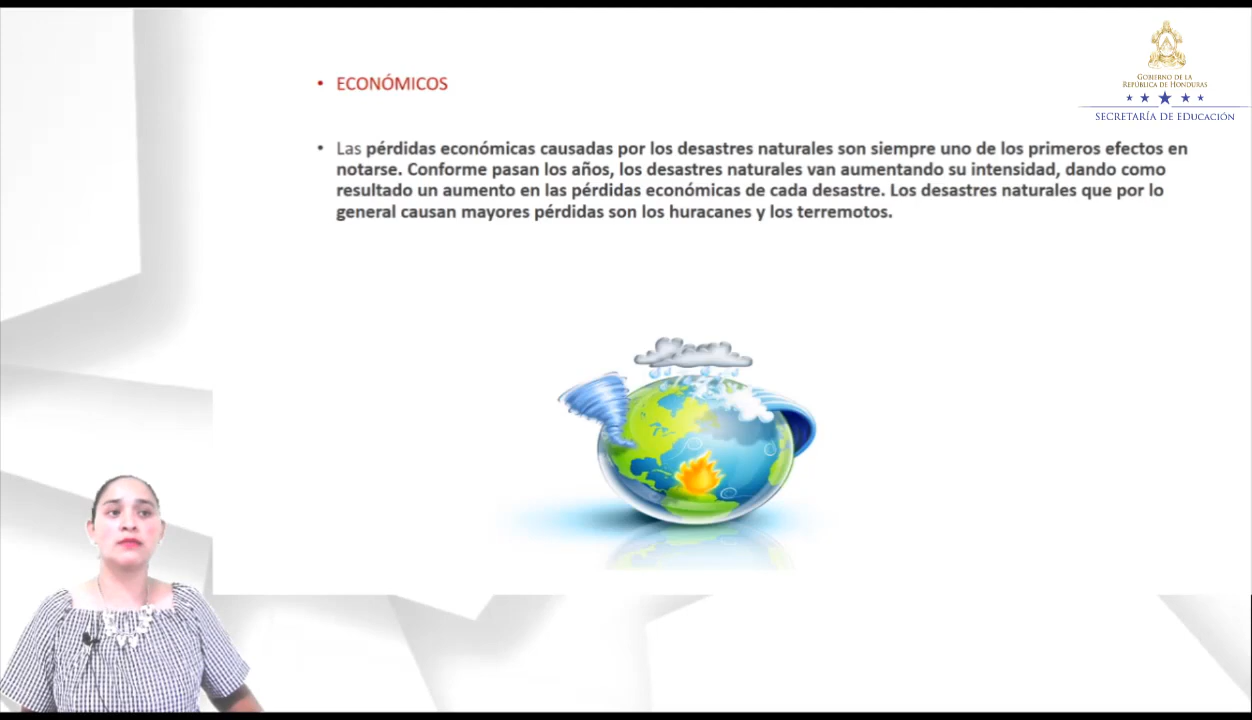 GOBIERNO DE LA
REPÚBLICA DE HONDURAS
SECRETARÍA DE EDUCACIÓN
• ECONÓMICOS
• Las pérdidas económicas causadas por los desastres naturales son siempre uno de los primeros efectos en
notarse. Conforme pasan los años, los desastres naturales van aumentando su intensidad, dando como
resultado un aumento en las pérdidas económicas de cada desastre. Los desastres naturales que por lo
general causan mayores pérdidas son los huracanes y los terremotos.